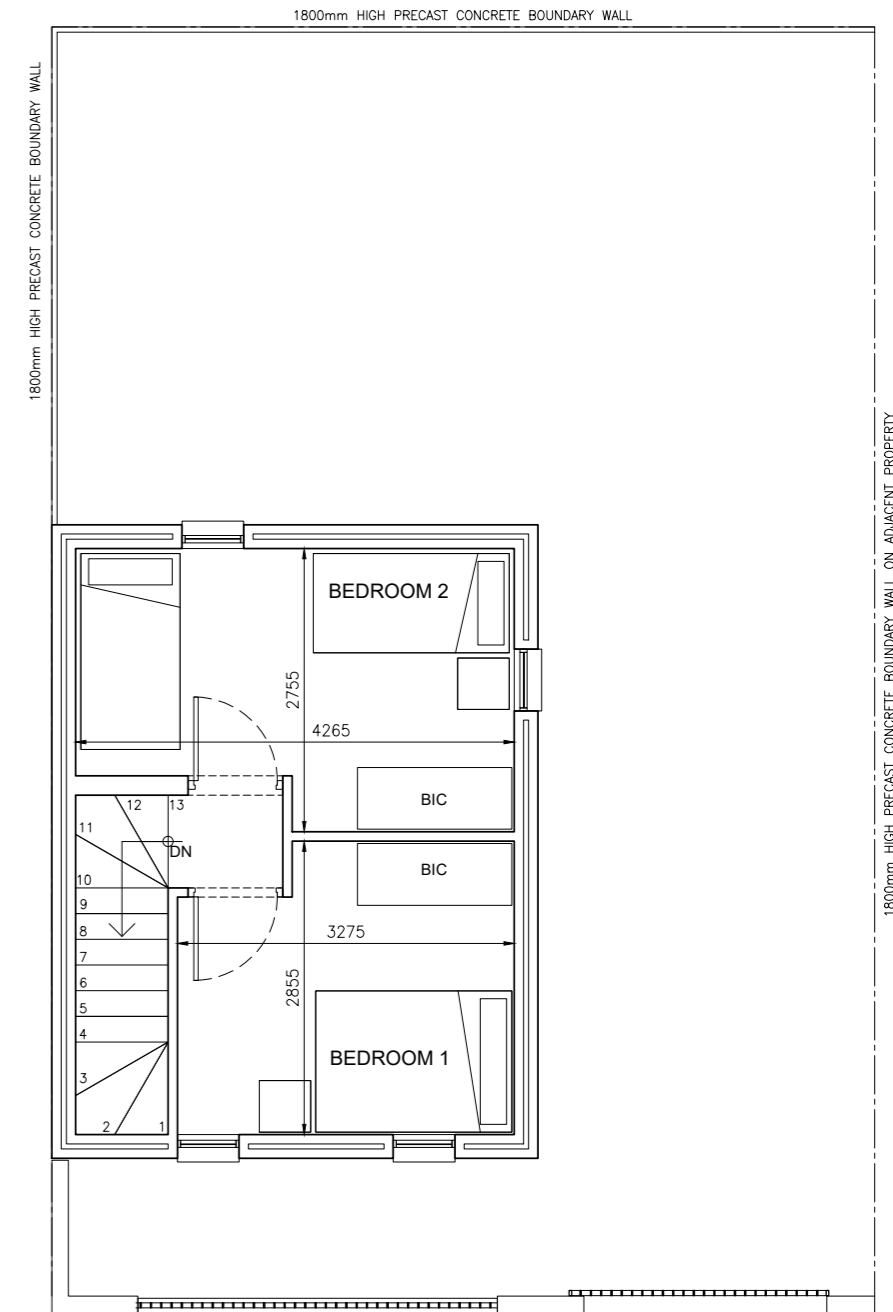 1800mm HIGH PRECAST CONCRETE BOUNDARY WALL
1800mm HIGH PRECAST CONCRETE BOUNDARY WALL
1800mm HIGH PRECAST CONCRETE BOUNDARY WALL ON ADJACENT PROPERTY
BEDROOM 2
2755
4265
BIC
13
12
11
DN
10
9
8
7
6
5
4
3
2
1
BIC
3275
2855
BEDROOM 1